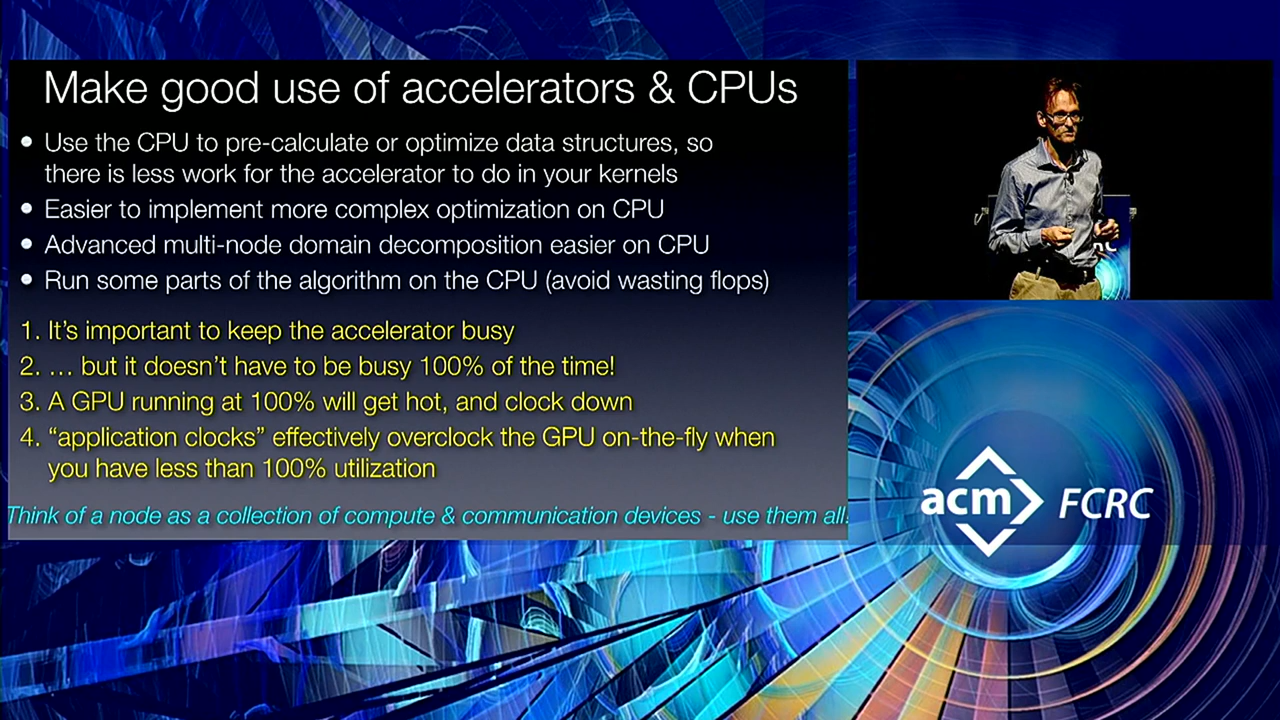 Make good use of accelerators & CPUs
• Use the CPU to pre-calculate or optimize data structures, so
there is less work for the accelerator to do in your kernels
• Easier to implement more complex optimization on CPU
• Advanced multi-node domain decomposition easier on CPU
• Run some parts of the algorithm on the CPU (avoid wasting flops)
1. It's important to keep the accelerator busy
2. … but it doesn't have to be busy 100% of the time!
3. A GPU running at 100% will get hot, and clock down
4. “application clocks” effectively overclock the GPU on-the-fly when
you have less than 100% utilization
Think of a node as a collection of compute & communication devices - use them all!
RC
acm FCRC